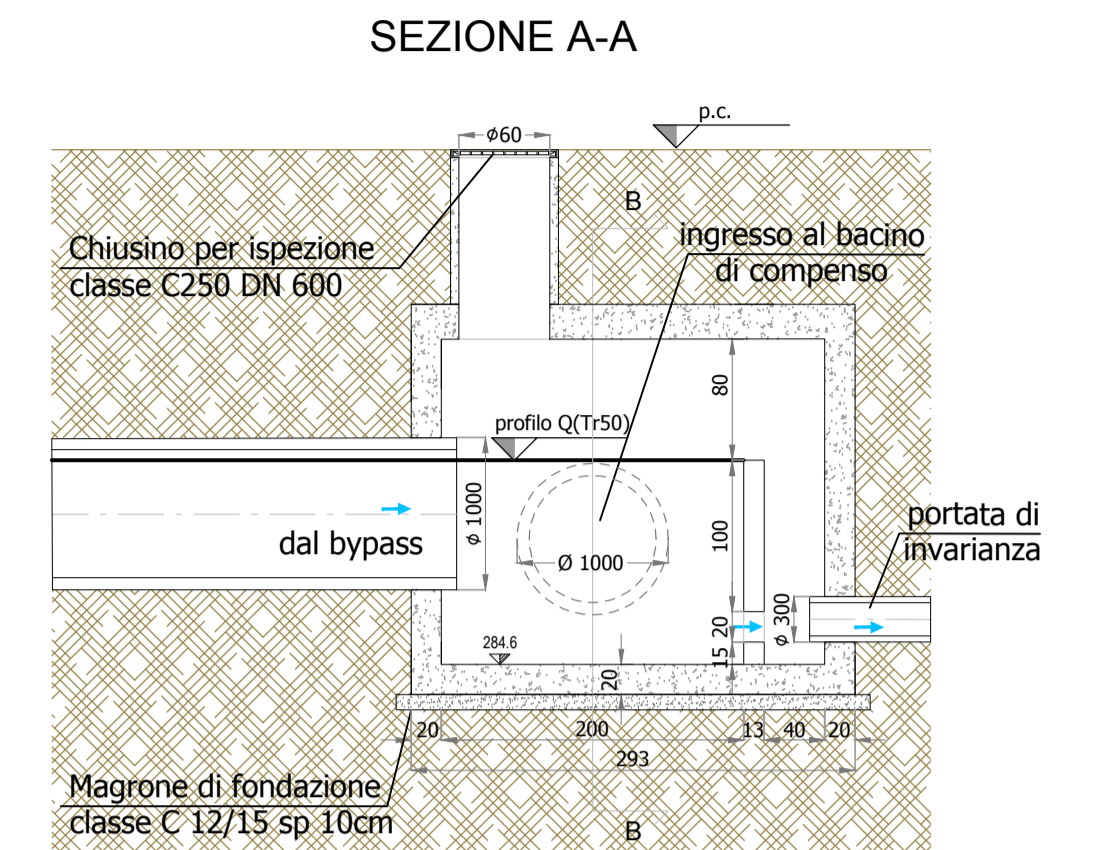 SEZIONE A-A
p.c.
ϕ60
B
Chiusino per ispezione
classe C250 DN 600
ingresso al bacino
di compenso
80
profilo Q(Tr50)
ϕ 1000
100
dal bypass
Ø 1000
portata di
invarianza
ϕ 300
20
284.6
15
20
20
200
13
40
20
293
Magrone di fondazione
classe C 12/15 sp 10cm
B